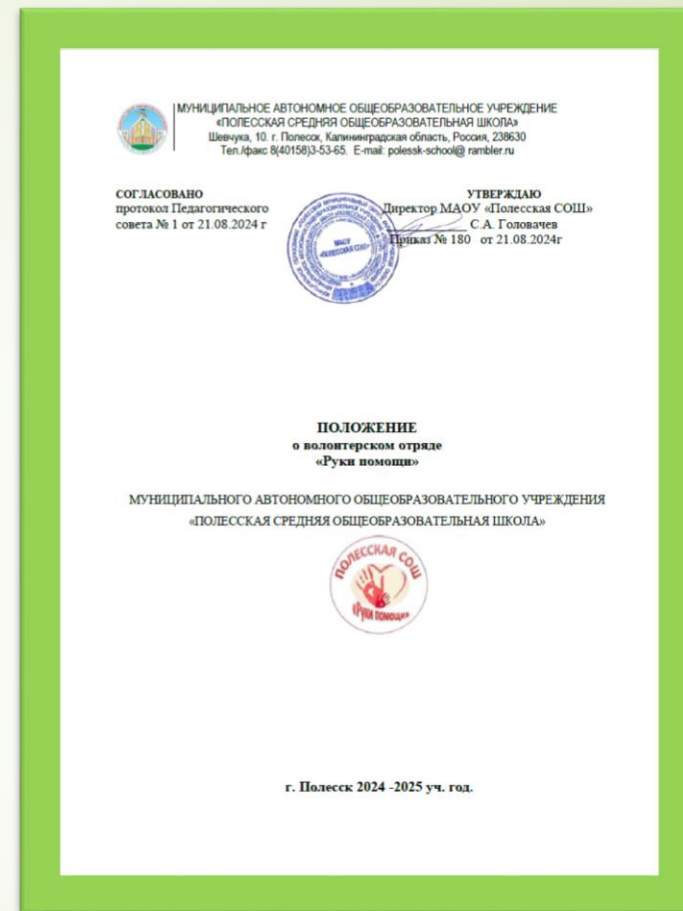 МУНИЦИПАЛЬНОЕ АВТОНОМНОЕ ОБЩЕОБРАЗОВАТЕЛЬНОЕ УЧРЕЖДЕНИЕ
«ПОЛЕССКАЯ СРЕДНЯЯ ОБЩЕОБРАЗОВАТЕЛЬНАЯ ШКОЛА»
Шевчука, 10. г. Полесск, Калининградская область, Россия, 238630
Тел./факс 8(40158)3-53-65. E-mail: polessk-school@ rambler.ru
СОГЛАСОВАНО
протокол Педагогического
совета № 1 от 21.08.2024 г
УТВЕРЖДАЮ
Директор МАОУ «Полесская СОШ»
С.А. Головачев
Приказ № 180 от 21.08.2024г
МАОУ
«ПОЛЕССКАЯ СОШ»
ПОЛОЖЕНИЕ
о волонтерском отряде
«Руки помощи»
МУНИЦИПАЛЬНОГО АВТОНОМНОГО ОБЩЕОБРАЗОВАТЕЛЬНОГО УЧРЕЖДЕНИЯ
«ПОЛЕССКАЯ СРЕДНЯЯ ОБЩЕОБРАЗОВАТЕЛЬНАЯ ШКОЛА»
ПОЛЕССКАЯ СОШ
«Руки помощи»
г. Полесск 2024 -2025 уч. год.